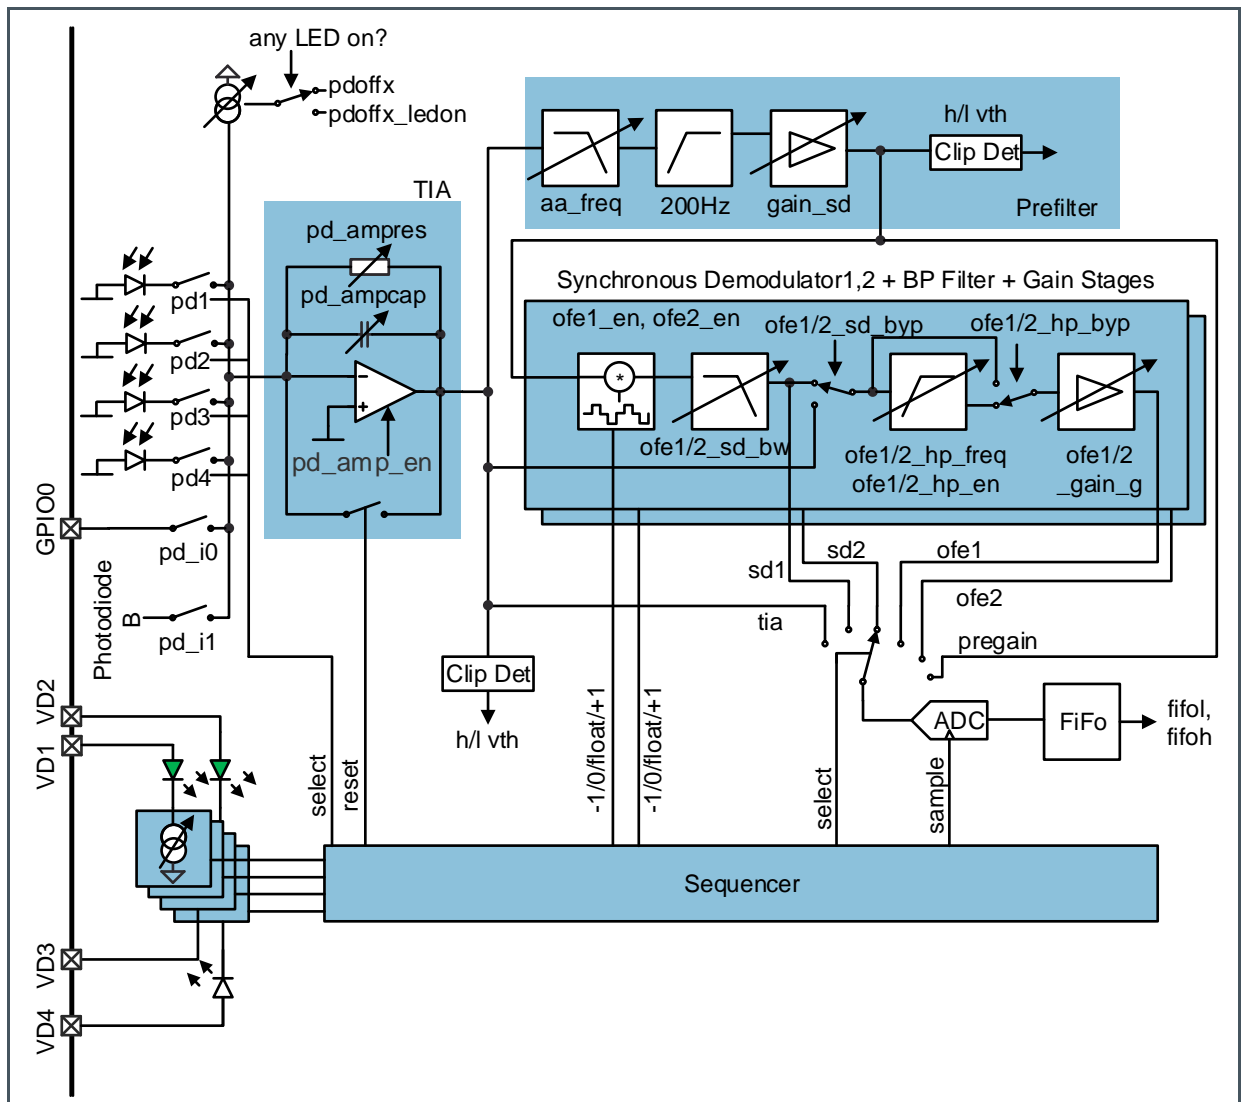 any LED on?
pdoffx
pdoffx_ledon
h/l vth
Clip Det
aa_freq
200Hz
gain_sd
Prefilter
TIA
pd_ampres
pd_ampcap
pd_amp_en
pd1
pd2
pd3
pd4
GPIO0
pd_i0
Photodiode
B
pd_i1
Synchronous Demodulator1,2 + BP Filter + Gain Stages
ofe1_en, ofe2_en
ofe1/2_sd_byp
ofe1/2_hp_byp
*
ofe1/2_sd_bw
ofe1/2_hp_freq
ofe1/2_hp_en
ofe1/2
_gain_g
sd1
sd2
ofe1
ofe2
tia
pregain
Clip Det
h/l vth
-1/0/float/+1
-1/0/float/+1
ADC
FiFo
fifol,
fifoh
VD2
VD1
select
reset
select
sample
Sequencer
VD3
VD4